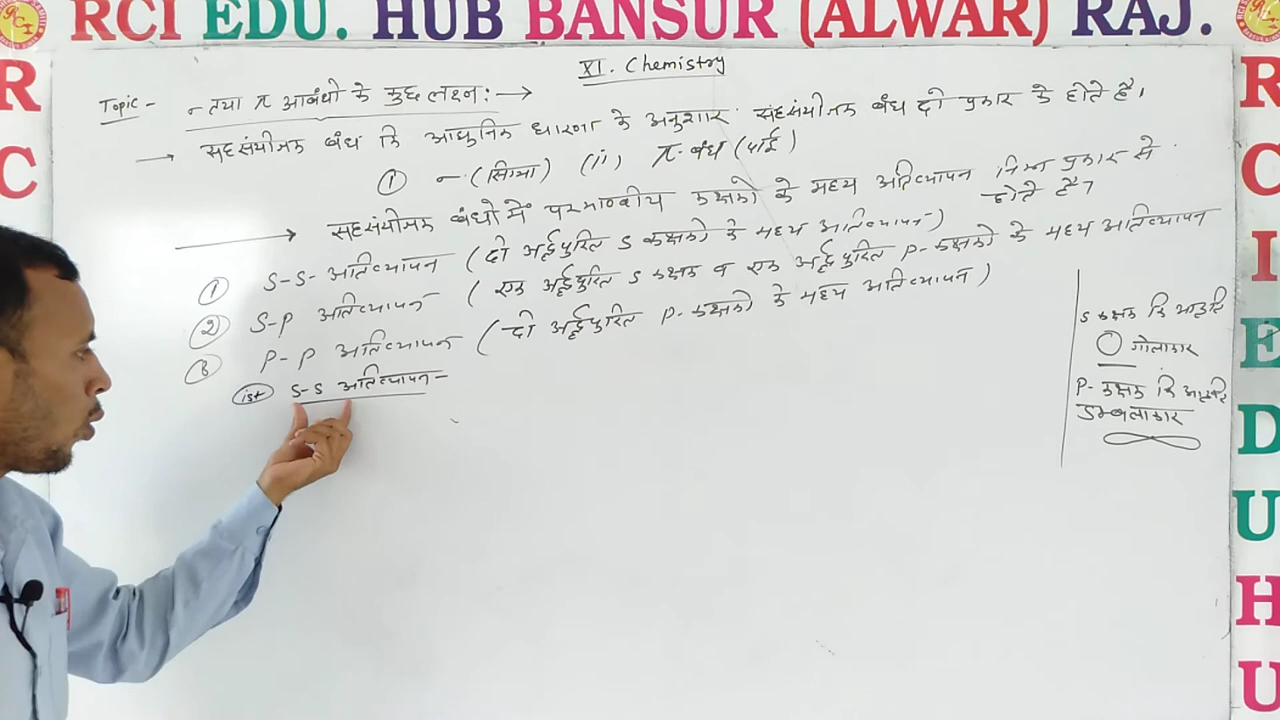 RCI EDU. HUB BANSUR (ALWAR) RAJ.
XI. Chemistry
Topic - σ तथा π आबंधो के कुछ लक्षन :→
→ सहसंयोजक बंध कि आधुनिक धारणा के अनुशार सहसंयोजक बंध दो प्रकार के होते है।
① σ (सिग्मा) (ii) π-बंध (पाई)
→ सहसंयोजक बंधो में परमाण्वीय कक्षको के मध्य अतिव्यापन निम्न प्रकार से होते है।
① S-S- अतिव्यापन (दो अर्द्धपुरित S कक्षको के मध्य अतिव्यापन)
② S-P अतिव्यापन (एक अर्द्धपुरित S कक्षक व एक अर्द्धपुरित P-कक्षको के मध्य अतिव्यापन
③ P-P अतिव्यापन (दो अर्द्धपुरित P-कक्षको के मध्य अतिव्यापन)
ist S-S अतिव्यापन -
S कक्षक कि आकृति
गोलाकार
P- कक्षक कि आकृति
डम्बलाकार
R
C
R
C
I
E
D
U
H
U